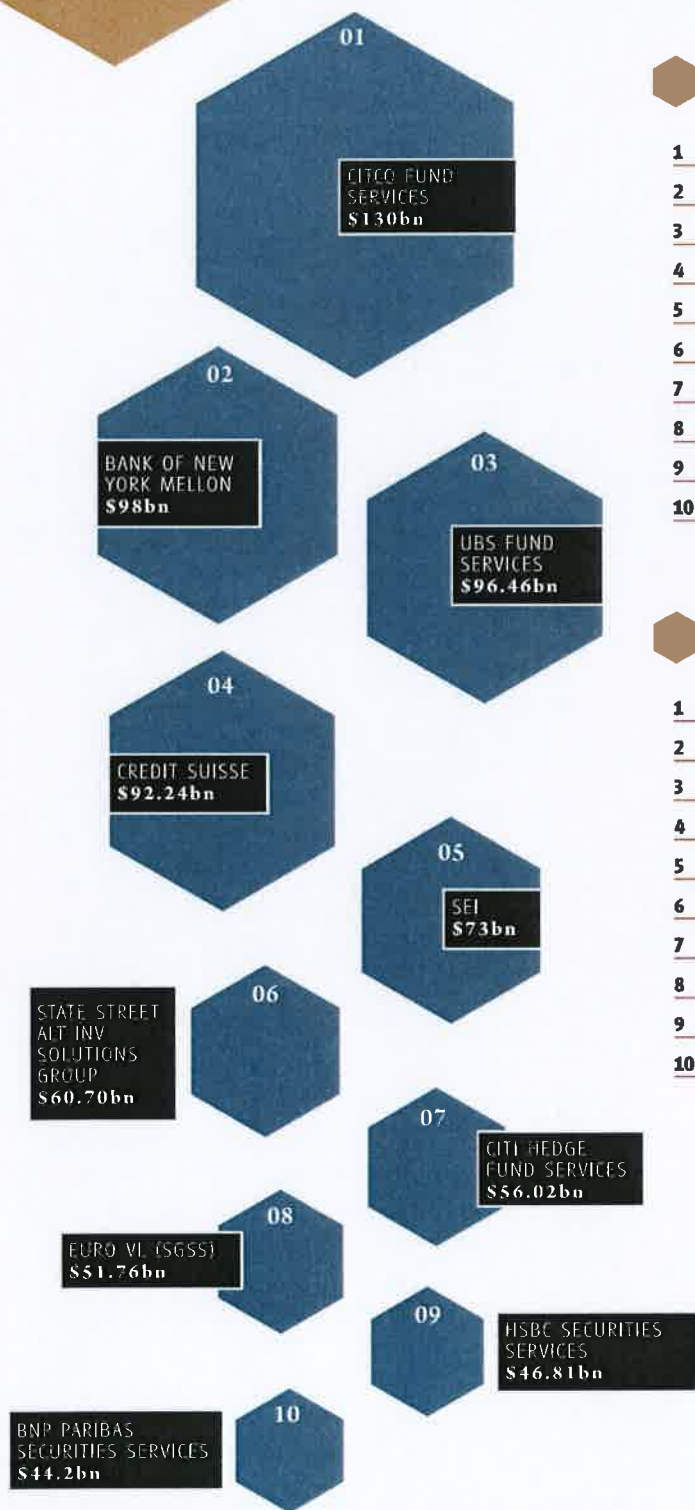 01
CITCO FUND
SERVICES
$130bn
02
BANK OF NEW
YORK MELLON
$98bn
03
UBS FUND
SERVICES
$96.46bn
04
CREDIT SUISSE
$92.24bn
05
SEI
$73bn
06
STATE STREET
ALT INV
SOLUTIONS
GROUP
$60.70bn
07
CITI HEDGE
FUND SERVICES
$56.02bn
08
EURO VL (SGSS)
$51.76bn
09
HSBC SECURITIES
SERVICES
$46.81bn
10
BNP PARIBAS
SECURITIES SERVICES
$44.2bn
1
2
3
4
5
6
7
8
9
10
1
2
3
4
5
6
7
8
9
10